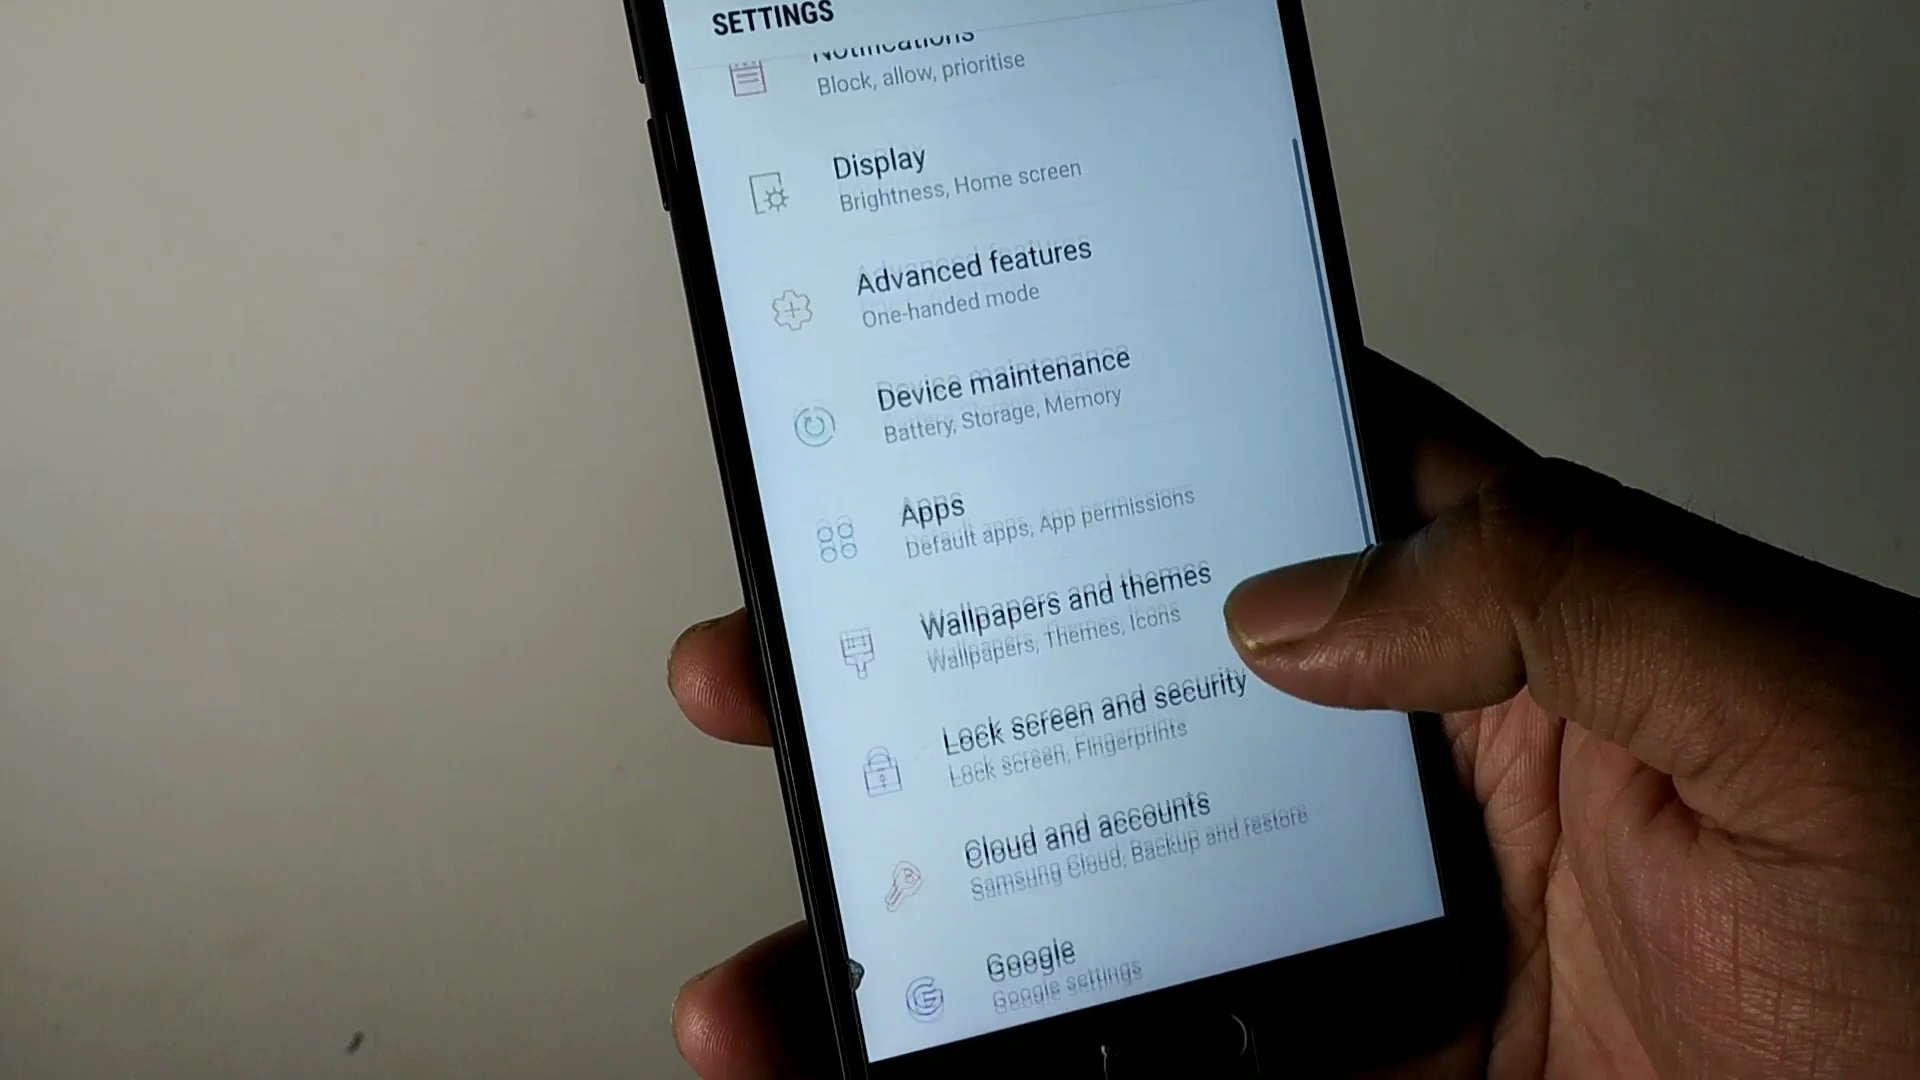 SETTINGS
Notifications
Block, allow, prioritise
Display
Brightness, Home screen
Advanced features
One-handed mode
Device maintenance
Battery, Storage, Memory
Apps
Default apps, App permissions
Wallpapers and themes
Wallpapers, Themes, Icons
Lock screen and security
Lock screen, Fingerprints
Cloud and accounts
Samsung Cloud, Backup and restore
Google
Google settings